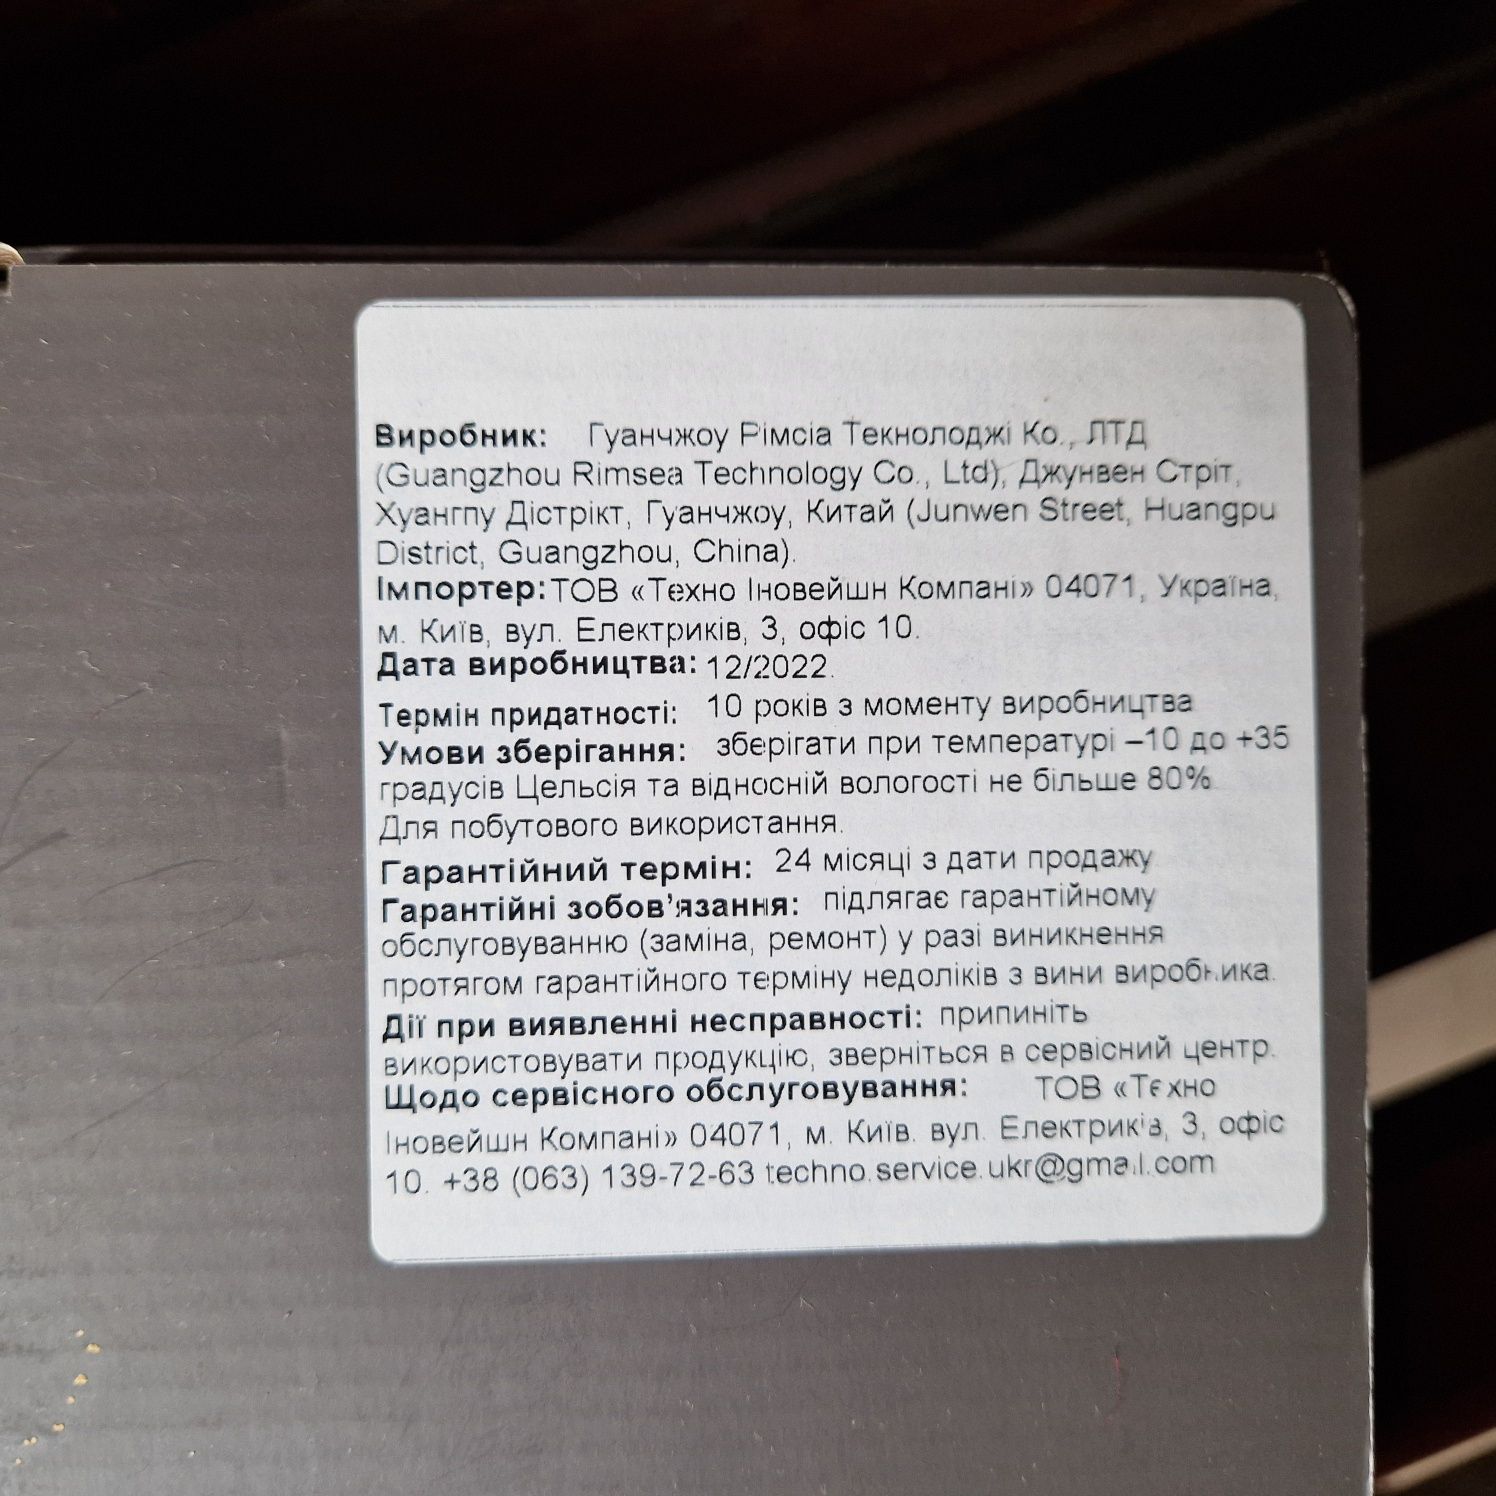 Виробник: Гуанчжоу Рімсіа Текнолоджі Ко., ЛТД
(Guangzhou Rimsea Technology Co., Ltd), Джунвен Стріт,
Хуангпу Дістрікт, Гуанчжоу, Китай (Junwen Street, Huangpu
District, Guangzhou, China).
Імпортер: ТОВ «Техно Іновейшн Компані» 04071, Україна,
м. Київ, вул. Електриків, 3, офіс 10.
Дата виробництва: 12/2022.
Термін придатності: 10 років з моменту виробництва
Умови зберігання: зберігати при температурі –10 до +35
градусів Цельсія та відносній вологості не більше 80%
Для побутового використання.
Гарантійний термін: 24 місяці з дати продажу
Гарантійні зобов'язання: підлягає гарантійному
обслуговуванню (заміна, ремонт) у разі виникнення
протягом гарантійного терміну недоліків з вини виробника.
Дії при виявленні несправності: припиніть
використовувати продукцію, зверніться в сервісний центр.
Щодо сервісного обслуговування: ТОВ «Техно
Іновейшн Компані» 04071, м. Київ. вул. Електриків, 3, офіс
10. +38 (063) 139-72-63 techno.service.ukr@gmail.com